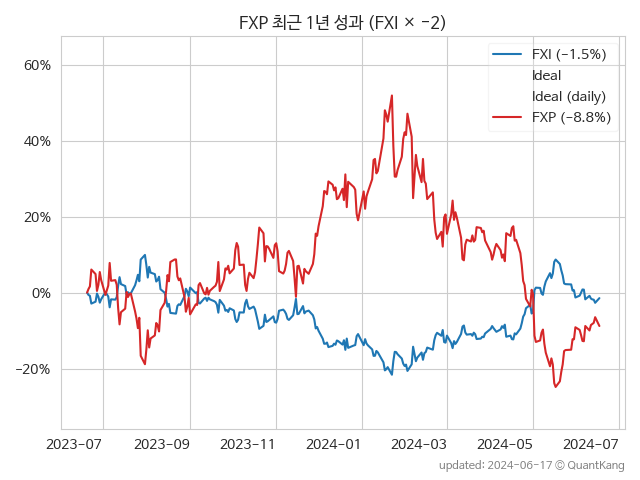 FXP 최근 1년 성과 (FXI × −2)
FXI (−1.5%)
Ideal
Ideal (daily)
FXP (−8.8%)
60%
40%
20%
0%
−20%
2023-07
2023-09
2023-11
2024-01
2024-03
2024-05
2024-07
updated: 2024-06-17 © QuantKang